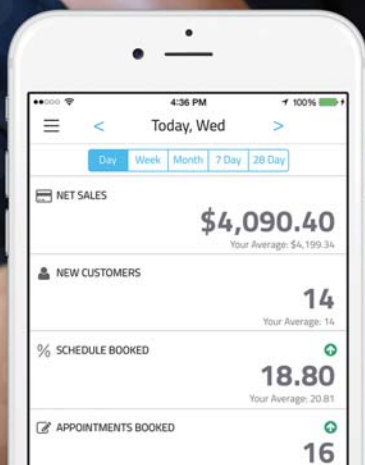 4:36 PM 100%
< Today, Wed >
Day Week Month 7 Day 28 Day
NET SALES
$4,090.40
Your Average: $4,199.34
NEW CUSTOMERS
14
Your Average: 14
% SCHEDULE BOOKED
18.80
Your Average: 20.81
APPOINTMENTS BOOKED
16